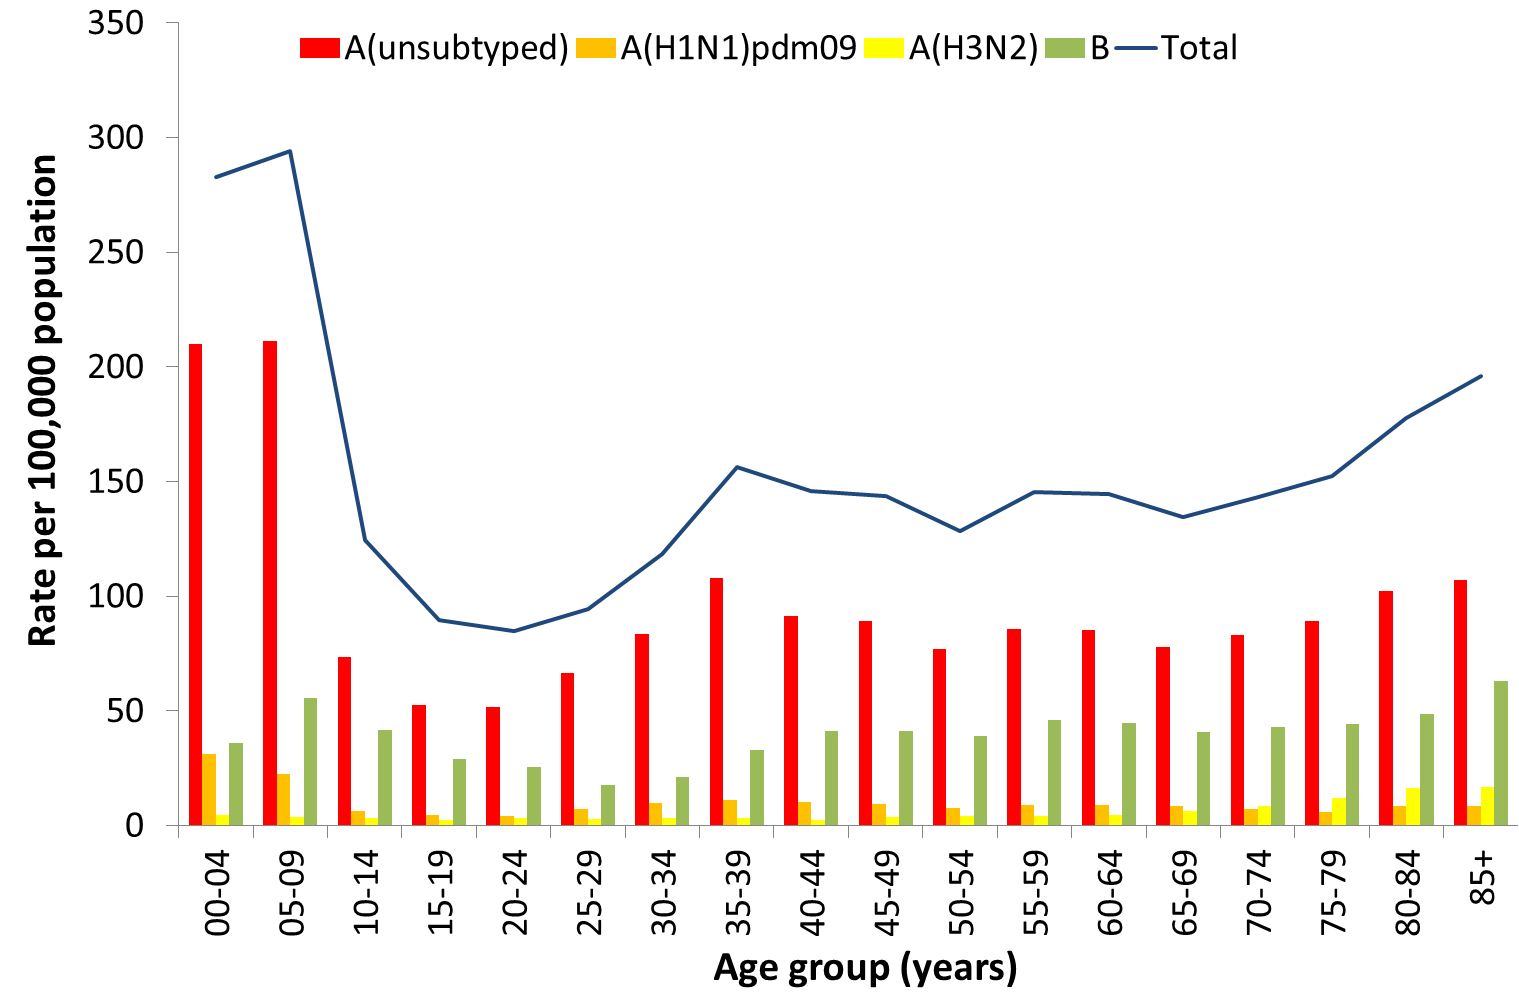 350
A(unsubtyped) A(H1N1)pdm09 A(H3N2) B Total
300
250
200
150
100
50
0
Rate per 100,000 population
00-04 05-09 10-14 15-19 20-24 25-29 30-34 35-39 40-44 45-49 50-54 55-59 60-64 65-69 70-74 75-79 80-84 85+
Age group (years)